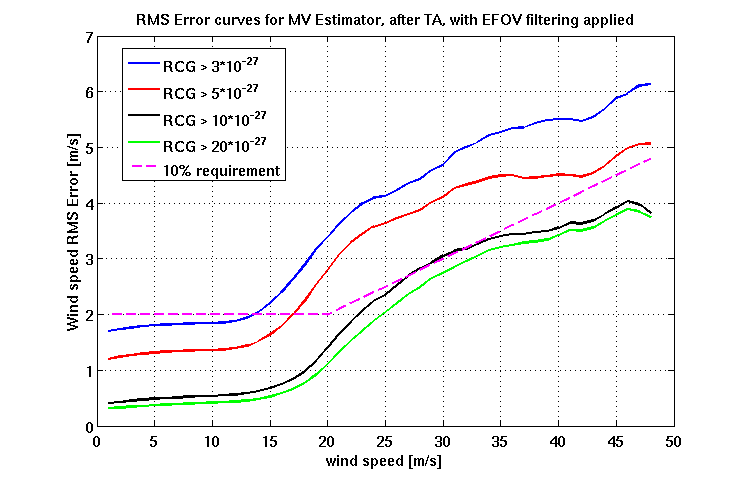 RMS Error curves for MV Estimator, after TA, with EFOV filtering applied
7
6
5
4
3
2
1
0
Wind speed RMS Error [m/s]
RCG > 3*10^-27
RCG > 5*10^-27
RCG > 10*10^-27
RCG > 20*10^-27
10% requirement
0 5 10 15 20 25 30 35 40 45 50
wind speed [m/s]